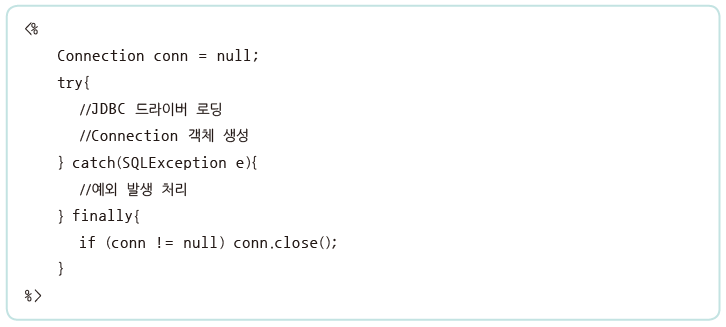 <%
Connection conn = null;
try{
//JDBC 드라이버 로딩
//Connection 객체 생성
} catch(SQLException e){
//예외 발생 처리
} finally{
if (conn != null) conn.close();
}
%>